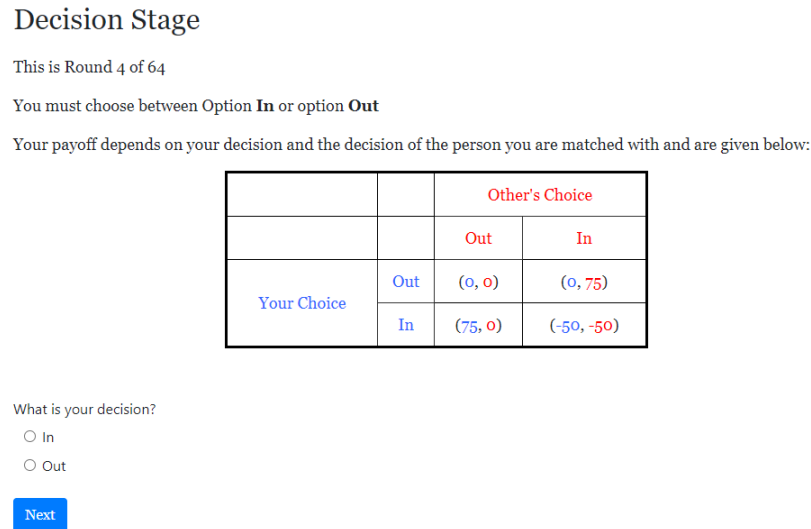 Decision Stage
This is Round 4 of 64
You must choose between Option In or option Out
Your payoff depends on your decision and the decision of the person you are matched with and are given below:
Other's Choice
Out In
Your Choice
Out (0, 0) (0, 75)
In (75, 0) (-50, -50)
What is your decision?
In
Out
Next